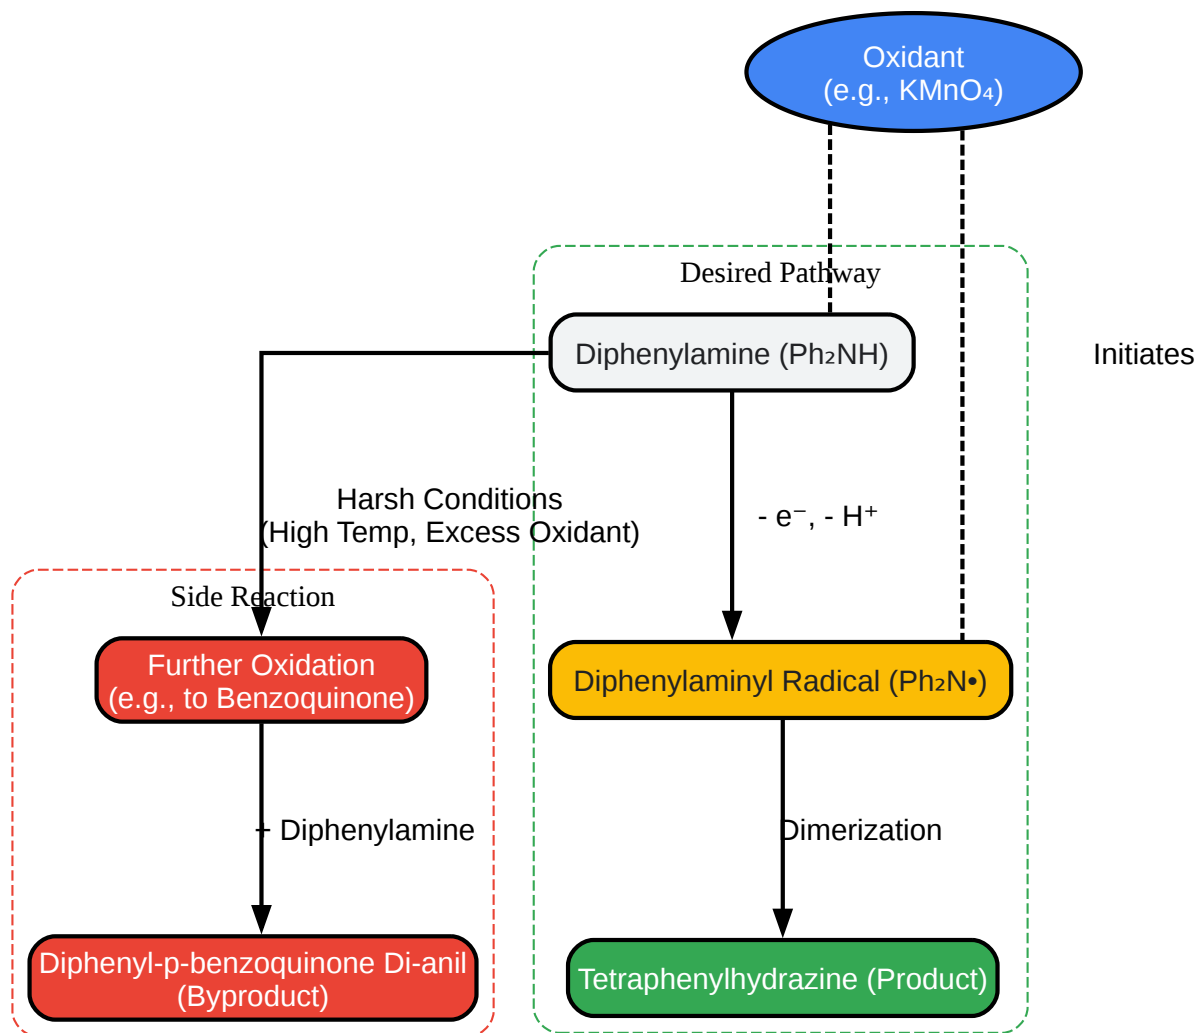 Oxidant
(e.g., KMnO₄)
Desired Pathway
Diphenylamine (Ph₂NH)
Initiates
Harsh Conditions
(High Temp, Excess Oxidant)
- e⁻, - H⁺
Side Reaction
Further Oxidation
(e.g., to Benzoquinone)
Diphenylaminyl Radical (Ph₂N•)
+ Diphenylamine
Dimerization
Diphenyl-p-benzoquinone Di-anil
(Byproduct)
Tetraphenylhydrazine (Product)